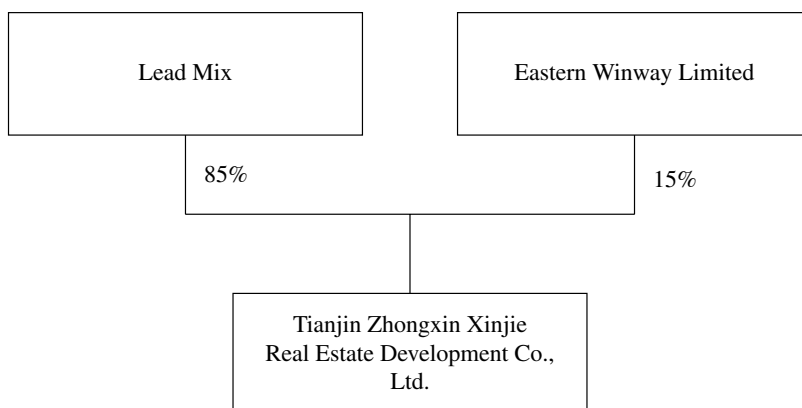 Lead Mix
Eastern Winway Limited
85%
15%
Tianjin Zhongxin Xinjie
Real Estate Development Co.,
Ltd.